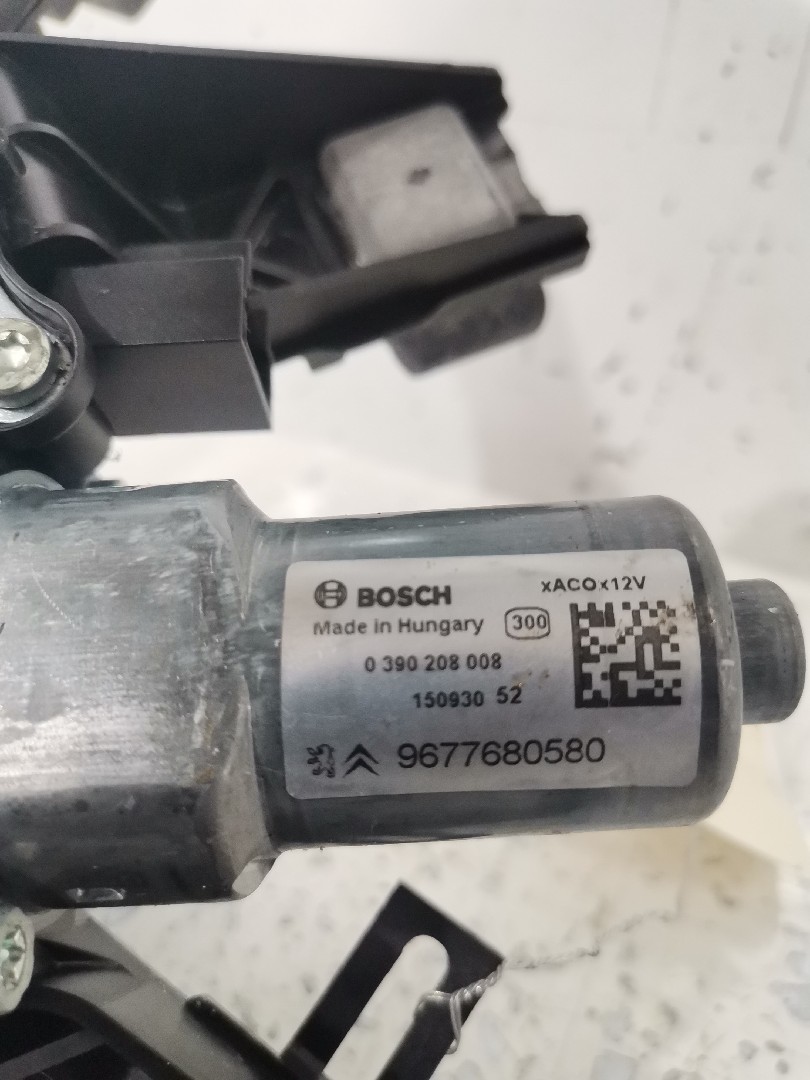 BOSCH
xACOx12V
Made in Hungary
300
0 390 208 008
150930 52
9677680580